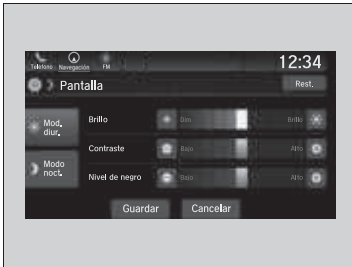 Teléfono Navegación FM
12:34
Pantalla
Rest.
Mod. diur.
Modo noct.
Brillo
Dim
Brillo
Contraste
Bajo
Alto
Nivel de negro
Bajo
Alto
Guardar
Cancelar